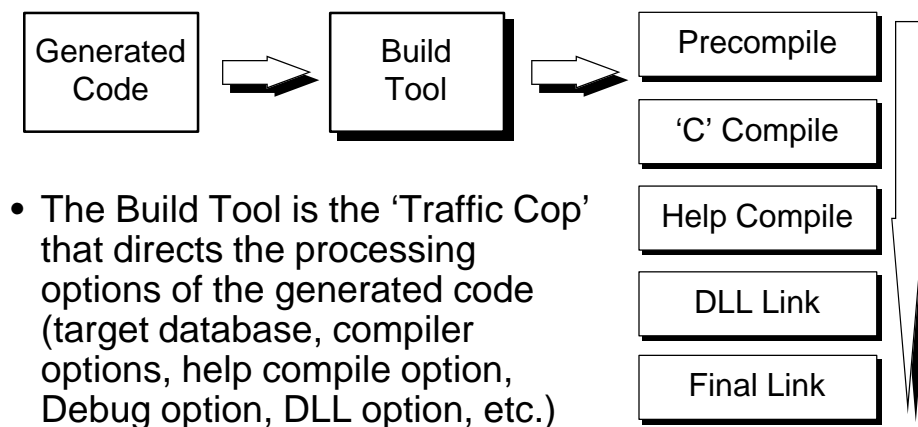 Generated
Code
Build
Tool
Precompile
‘C’ Compile
Help Compile
DLL Link
Final Link
• The Build Tool is the ‘Traffic Cop’
that directs the processing
options of the generated code
(target database, compiler
options, help compile option,
Debug option, DLL option, etc.)